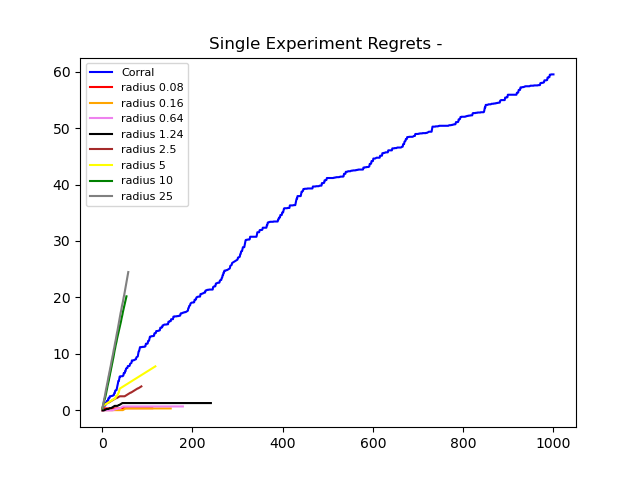 Single Experiment Regrets -
60
50
40
30
20
10
0
Corral
radius 0.08
radius 0.16
radius 0.64
radius 1.24
radius 2.5
radius 5
radius 10
radius 25
0 200 400 600 800 1000